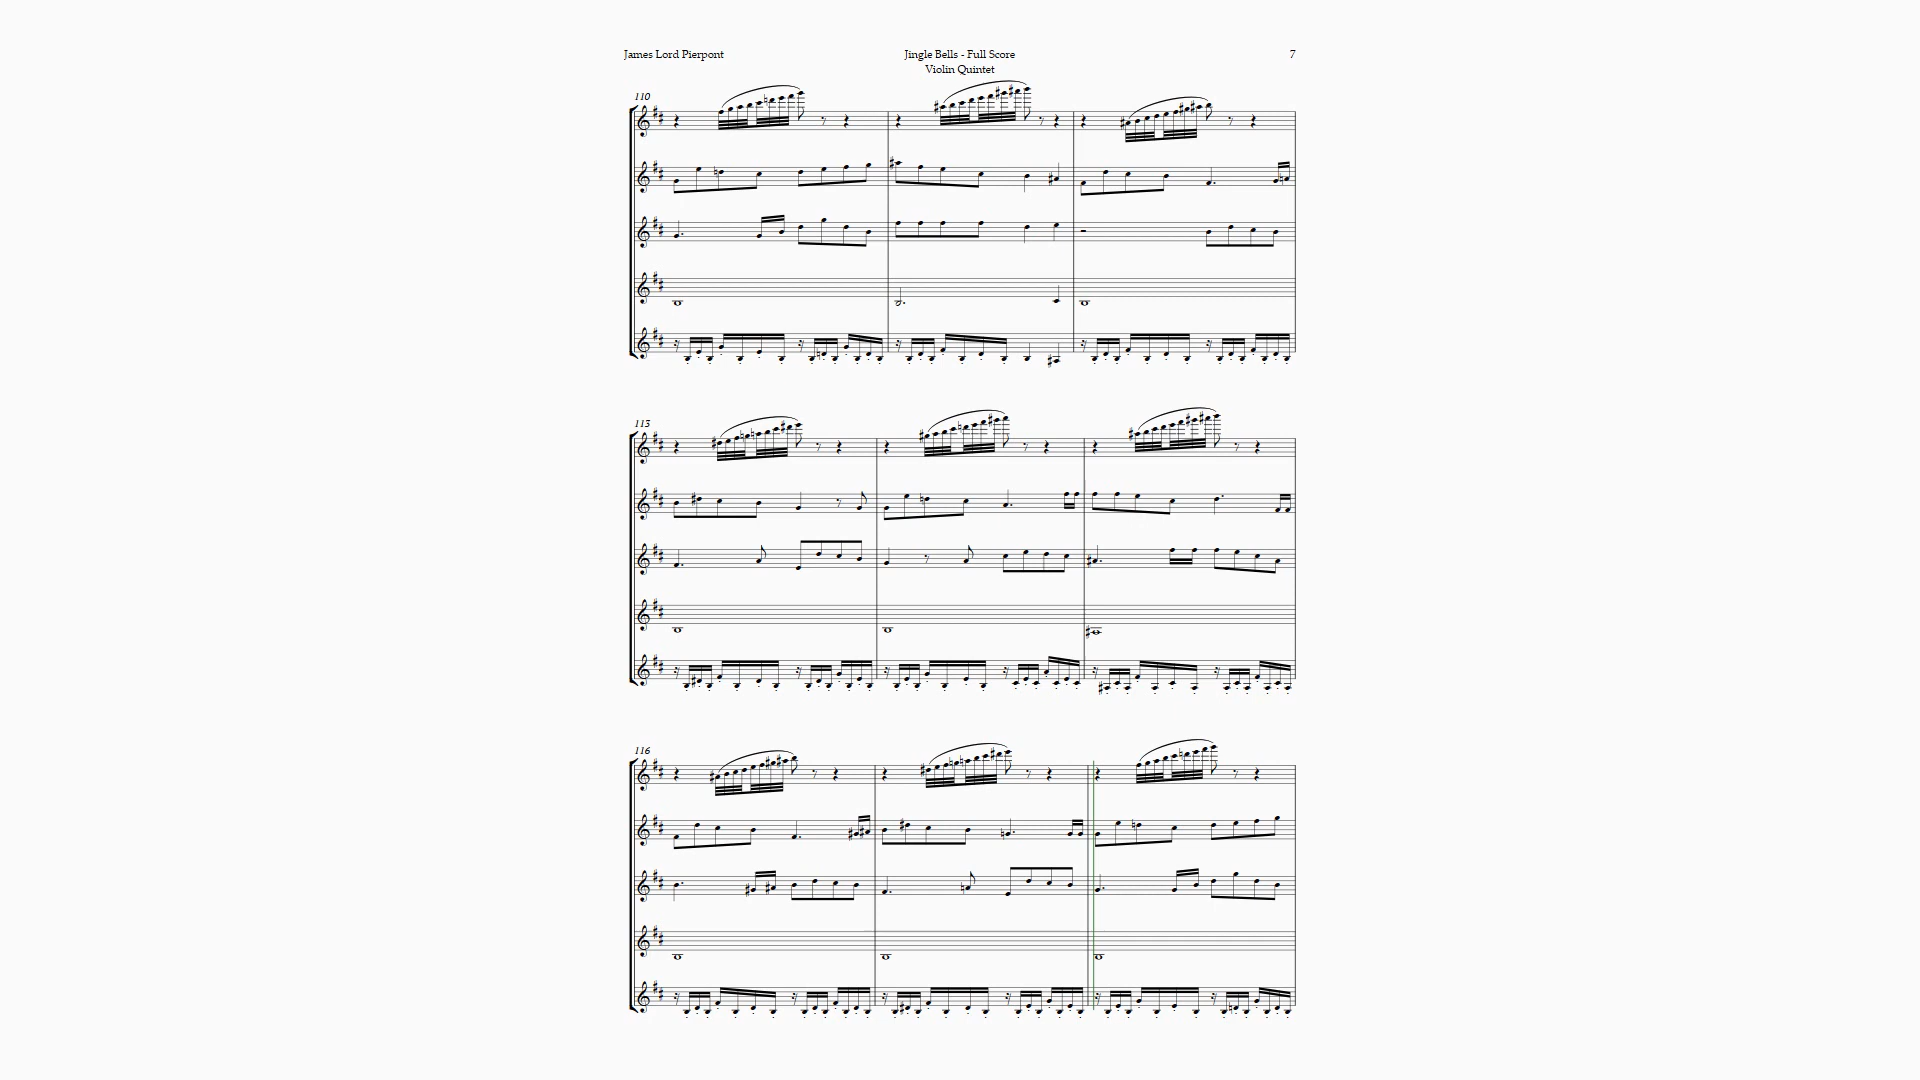 James Lord Pierpont
Jingle Bells - Full Score
7
Violin Quintet
110
113
116